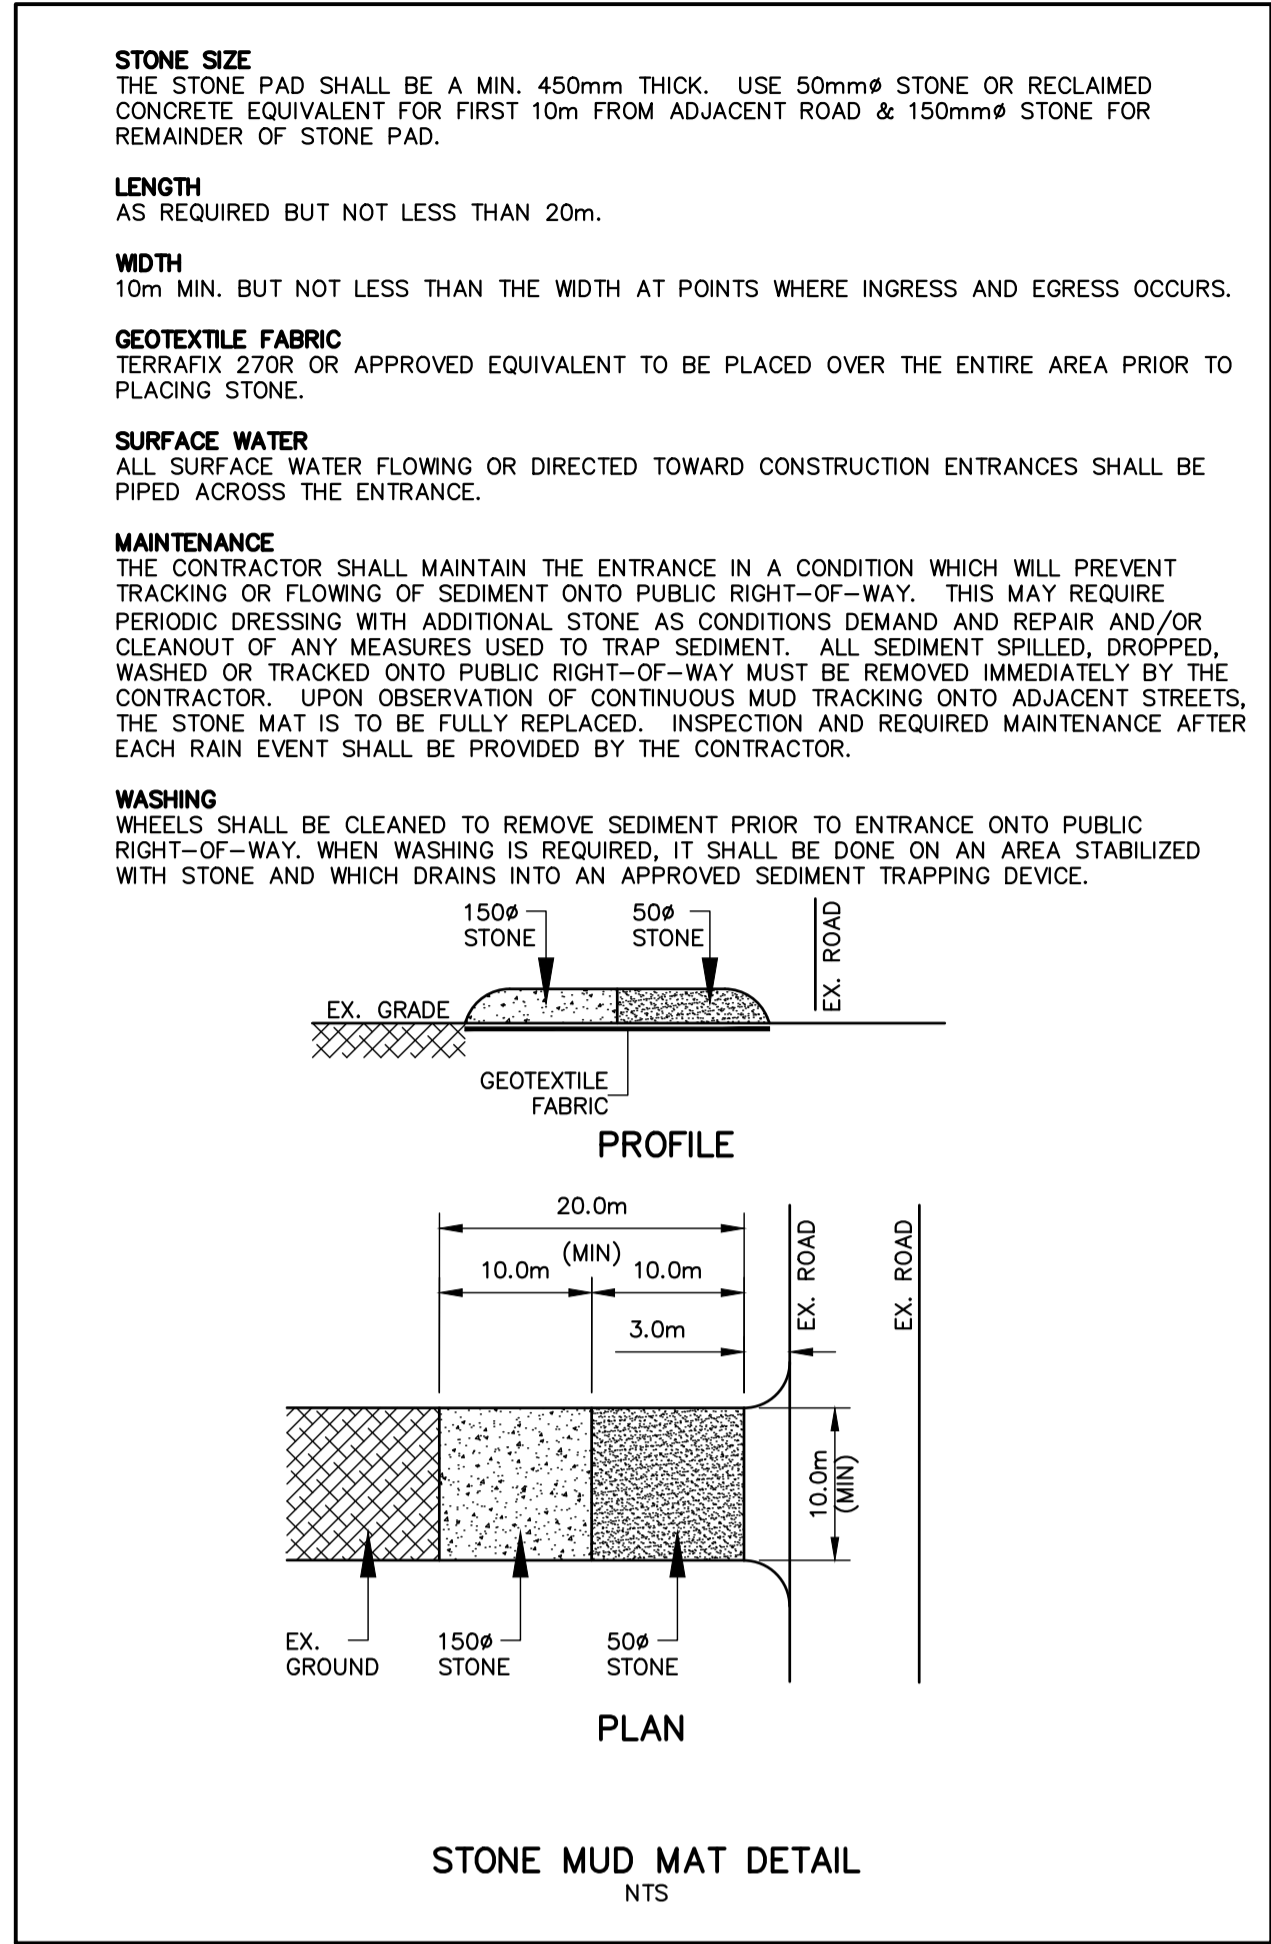 STONE SIZE
THE STONE PAD SHALL BE A MIN. 450mm THICK. USE 50mmø STONE OR RECLAIMED
CONCRETE EQUIVALENT FOR FIRST 10m FROM ADJACENT ROAD & 150mmø STONE FOR
REMAINDER OF STONE PAD.
LENGTH
AS REQUIRED BUT NOT LESS THAN 20m.
WIDTH
10m MIN. BUT NOT LESS THAN THE WIDTH AT POINTS WHERE INGRESS AND EGRESS OCCURS.
GEOTEXTILE FABRIC
TERRAFIX 270R OR APPROVED EQUIVALENT TO BE PLACED OVER THE ENTIRE AREA PRIOR TO
PLACING STONE.
SURFACE WATER
ALL SURFACE WATER FLOWING OR DIRECTED TOWARD CONSTRUCTION ENTRANCES SHALL BE
PIPED ACROSS THE ENTRANCE.
MAINTENANCE
THE CONTRACTOR SHALL MAINTAIN THE ENTRANCE IN A CONDITION WHICH WILL PREVENT
TRACKING OR FLOWING OF SEDIMENT ONTO PUBLIC RIGHT-OF-WAY. THIS MAY REQUIRE
PERIODIC DRESSING WITH ADDITIONAL STONE AS CONDITIONS DEMAND AND REPAIR AND/OR
CLEANOUT OF ANY MEASURES USED TO TRAP SEDIMENT. ALL SEDIMENT SPILLED, DROPPED,
WASHED OR TRACKED ONTO PUBLIC RIGHT-OF-WAY MUST BE REMOVED IMMEDIATELY BY THE
CONTRACTOR. UPON OBSERVATION OF CONTINUOUS MUD TRACKING ONTO ADJACENT STREETS,
THE STONE MAT IS TO BE FULLY REPLACED. INSPECTION AND REQUIRED MAINTENANCE AFTER
EACH RAIN EVENT SHALL BE PROVIDED BY THE CONTRACTOR.
WASHING
WHEELS SHALL BE CLEANED TO REMOVE SEDIMENT PRIOR TO ENTRANCE ONTO PUBLIC
RIGHT-OF-WAY. WHEN WASHING IS REQUIRED, IT SHALL BE DONE ON AN AREA STABILIZED
WITH STONE AND WHICH DRAINS INTO AN APPROVED SEDIMENT TRAPPING DEVICE.
150ø
STONE
50ø
STONE
EX. ROAD
EX. GRADE
GEOTEXTILE
FABRIC
PROFILE
20.0m
(MIN)
10.0m
10.0m
3.0m
EX. ROAD
EX. ROAD
10.0m
(MIN)
EX.
GROUND
150ø
STONE
50ø
STONE
PLAN
STONE MUD MAT DETAIL
NTS